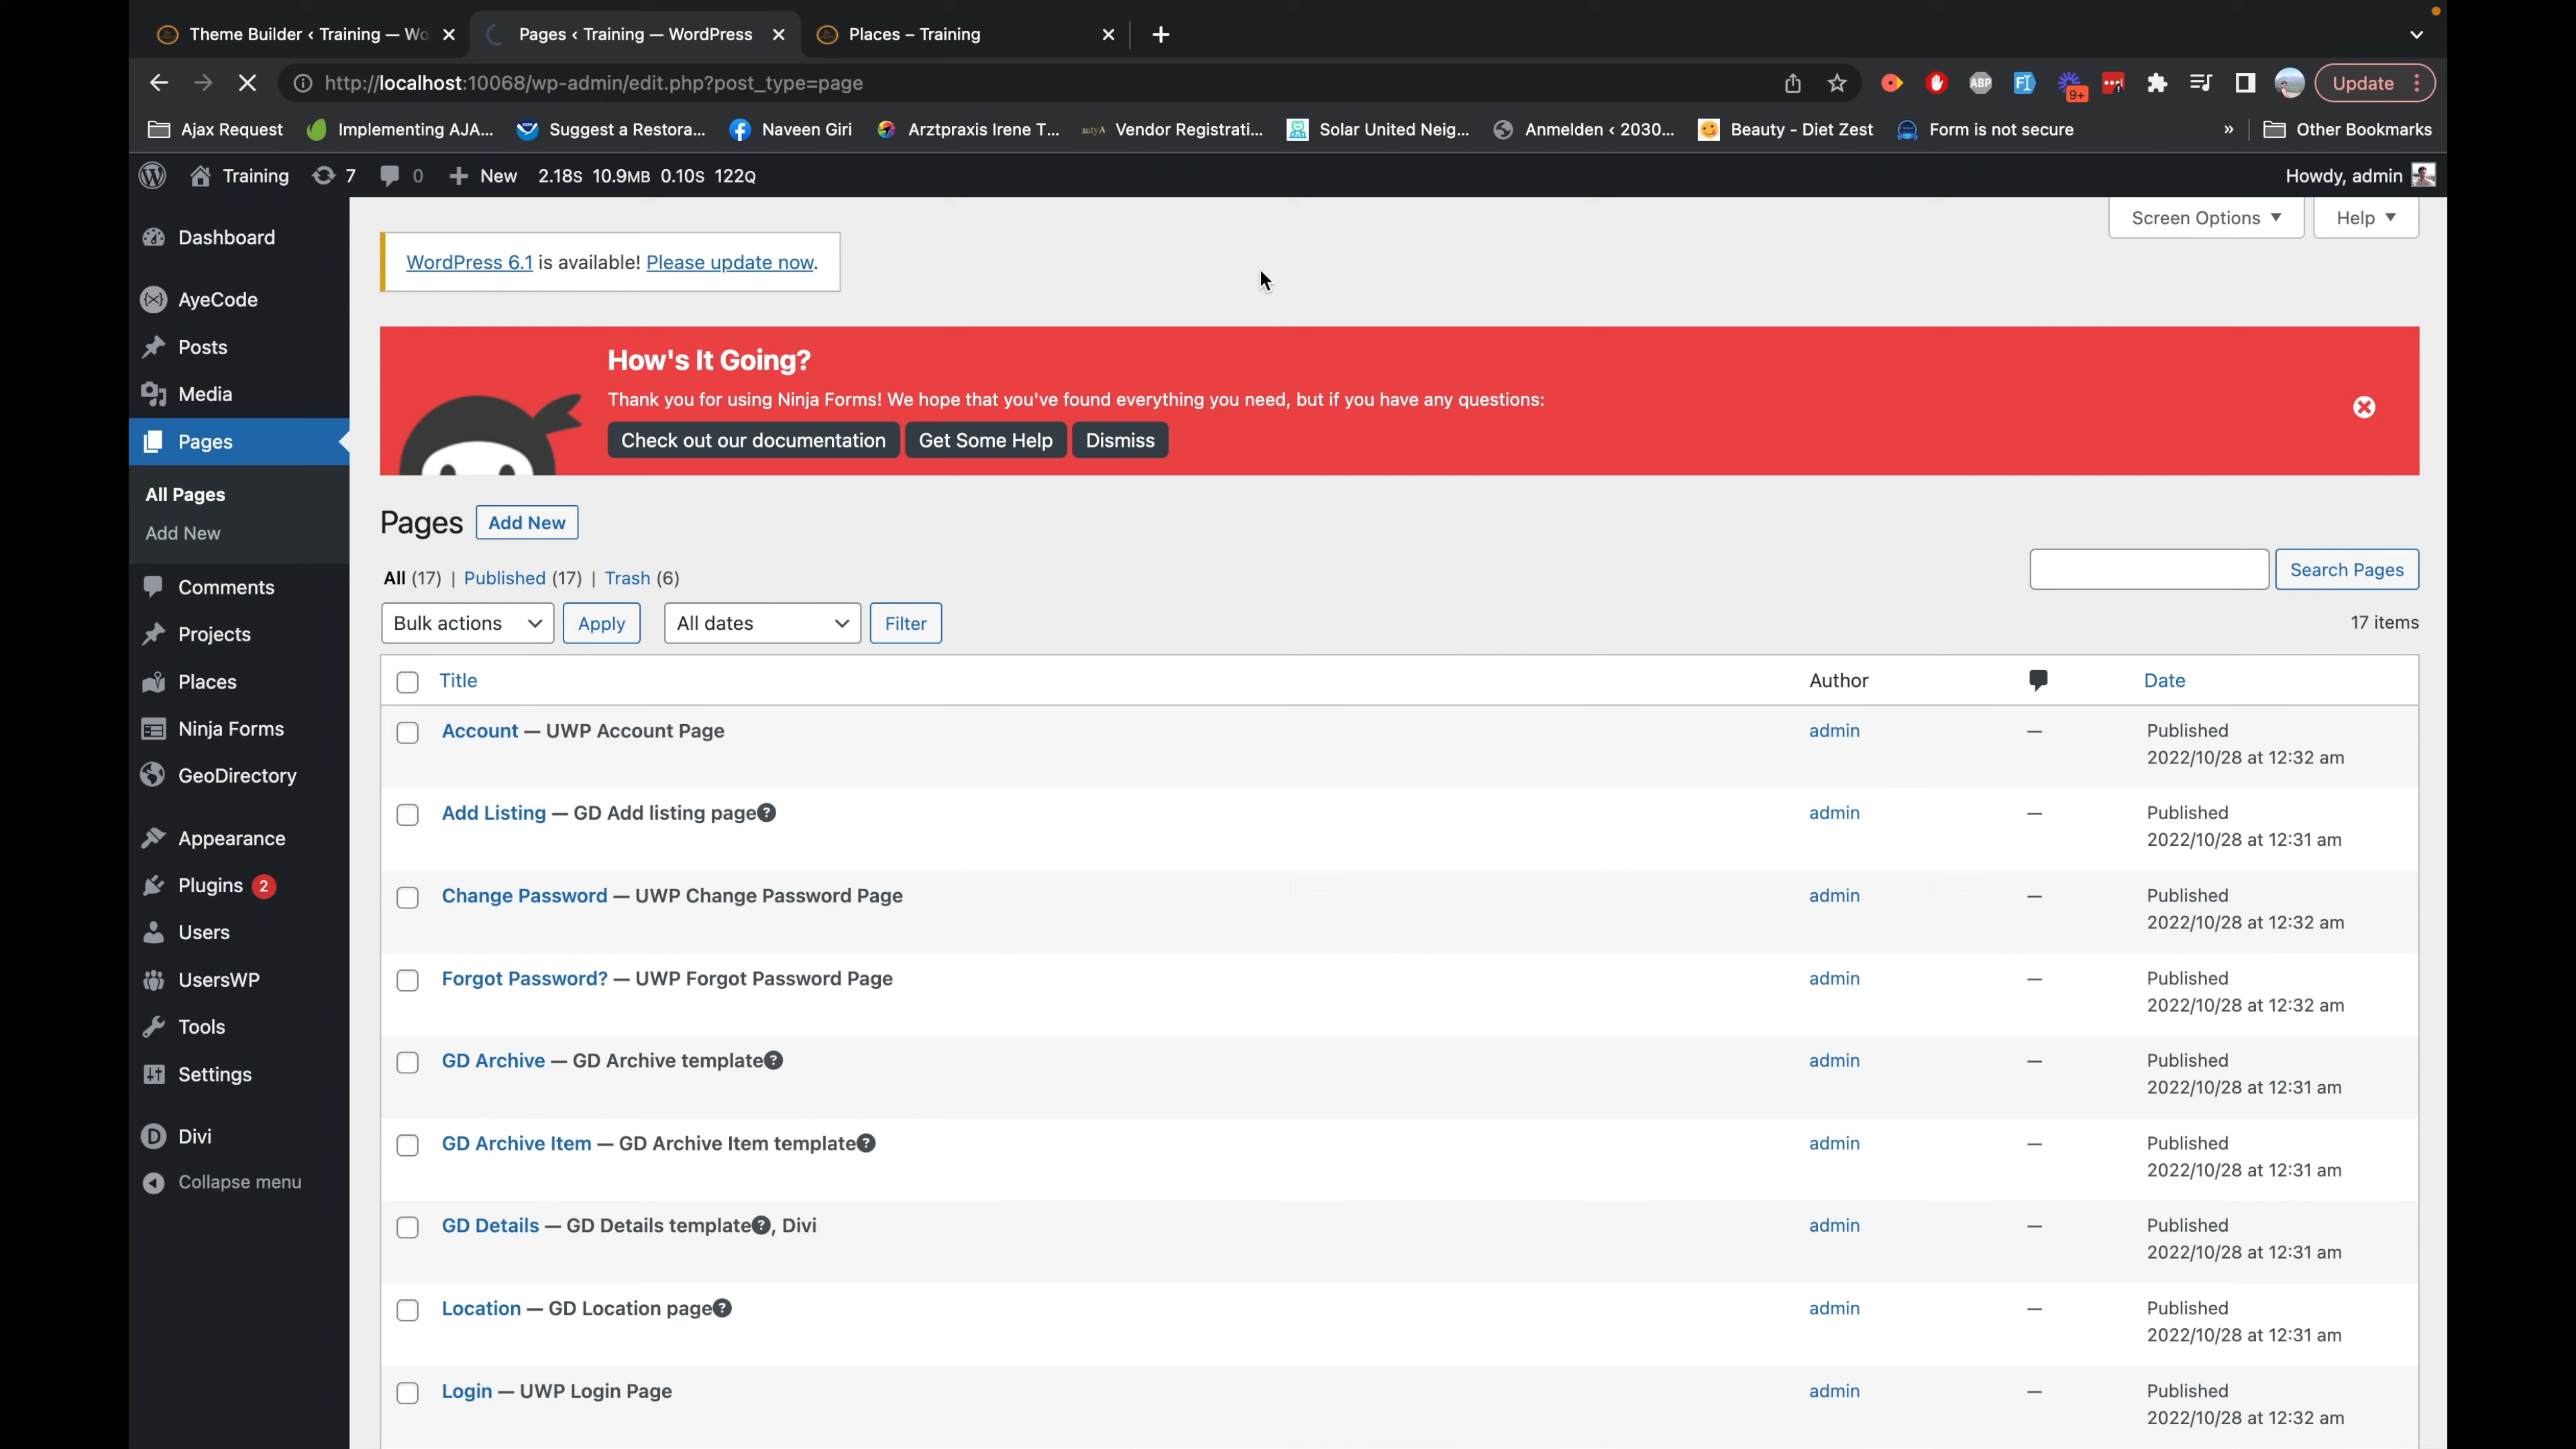 Theme Builder ‹ Training — Wo
Pages ‹ Training — WordPress
Places – Training
http://localhost:10068/wp-admin/edit.php?post_type=page
ABP
9+
Update
Ajax Request
Implementing AJA...
Suggest a Restora...
Naveen Giri
Arztpraxis Irene T...
Vendor Registrati...
Solar United Neig...
Anmelden ‹ 2030...
Beauty - Diet Zest
Form is not secure
»
Other Bookmarks
Training
7
0
New
2.18S 10.9MB 0.10S 122Q
Howdy, admin
Screen Options
Help
Dashboard
AyeCode
Posts
Media
Pages
All Pages
Add New
Comments
Projects
Places
Ninja Forms
GeoDirectory
Appearance
Plugins 2
Users
UsersWP
Tools
Settings
Divi
Collapse menu
WordPress 6.1 is available! Please update now.
How's It Going?
Thank you for using Ninja Forms! We hope that you've found everything you need, but if you have any questions:
Check out our documentation
Get Some Help
Dismiss
Pages
Add New
All (17) | Published (17) | Trash (6)
Search Pages
Bulk actions
Apply
All dates
Filter
17 items
Title
Author
Date
Account — UWP Account Page
admin
—
Published
2022/10/28 at 12:32 am
Add Listing — GD Add listing page?
admin
—
Published
2022/10/28 at 12:31 am
Change Password — UWP Change Password Page
admin
—
Published
2022/10/28 at 12:32 am
Forgot Password? — UWP Forgot Password Page
admin
—
Published
2022/10/28 at 12:32 am
GD Archive — GD Archive template?
admin
—
Published
2022/10/28 at 12:31 am
GD Archive Item — GD Archive Item template?
admin
—
Published
2022/10/28 at 12:31 am
GD Details — GD Details template?, Divi
admin
—
Published
2022/10/28 at 12:31 am
Location — GD Location page?
admin
—
Published
2022/10/28 at 12:31 am
Login — UWP Login Page
admin
—
Published
2022/10/28 at 12:32 am